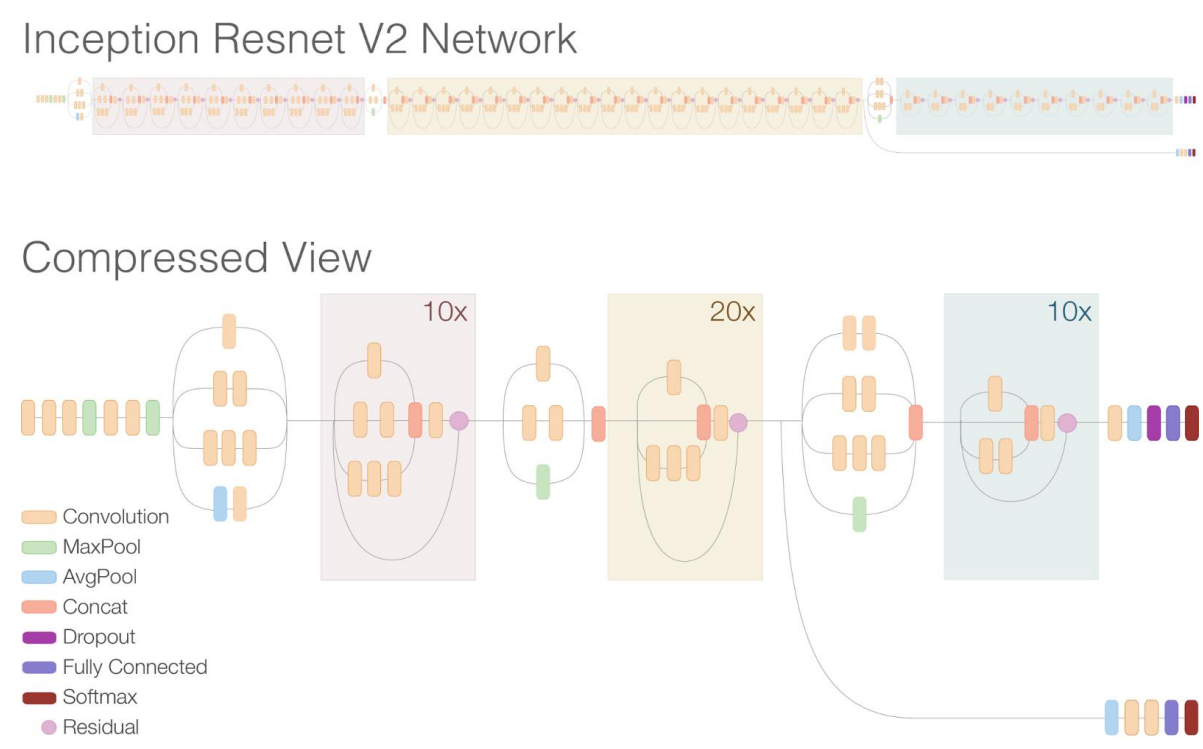 Inception Resnet V2 Network
Compressed View
10x
20x
10x
Convolution
MaxPool
AvgPool
Concat
Dropout
Fully Connected
Softmax
Residual